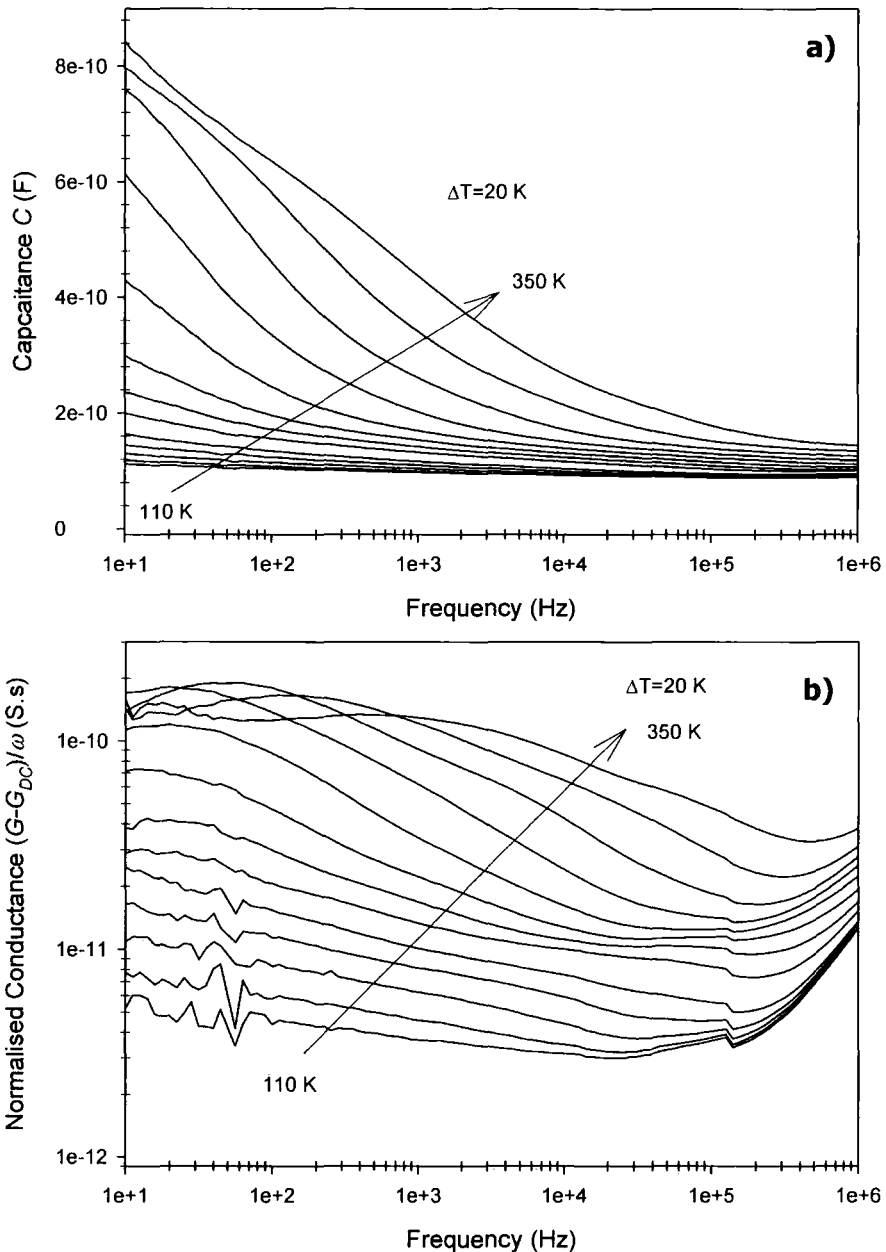 a)
8e-10
6e-10
4e-10
2e-10
0
Capcaitance C (F)
ΔT=20 K
350 K
110 K
1e+1
1e+2
1e+3
1e+4
1e+5
1e+6
Frequency (Hz)
b)
1e-10
1e-11
1e-12
Normalised Conductance (G-G_DC)/ω (S.s)
ΔT=20 K
350 K
110 K
1e+1
1e+2
1e+3
1e+4
1e+5
1e+6
Frequency (Hz)